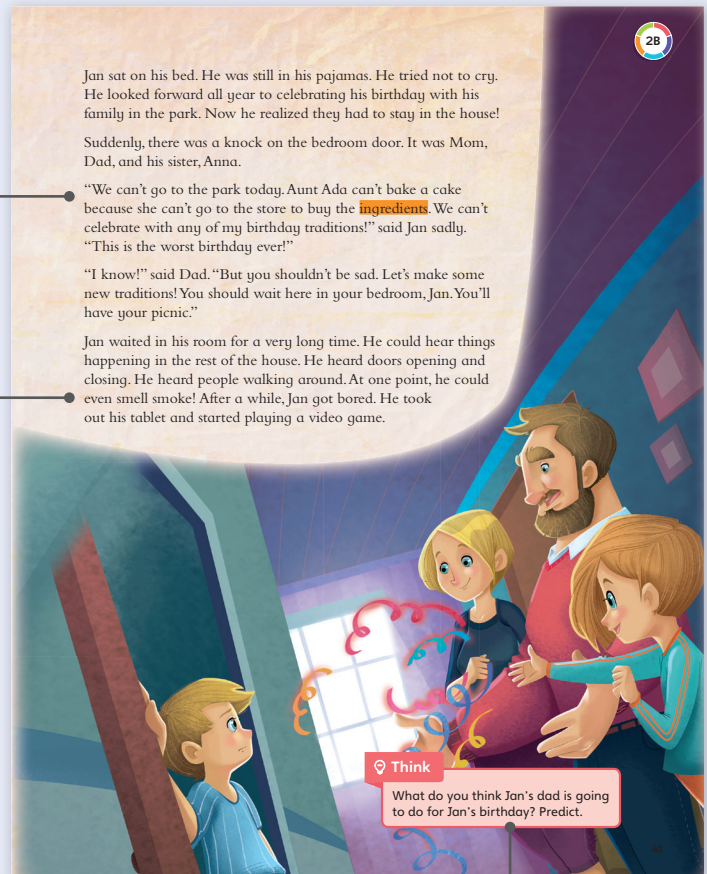 2B
Jan sat on his bed. He was still in his pajamas. He tried not to cry.
He looked forward all year to celebrating his birthday with his
family in the park. Now he realized they had to stay in the house!
Suddenly, there was a knock on the bedroom door. It was Mom,
Dad, and his sister, Anna.
“We can’t go to the park today. Aunt Ada can’t bake a cake
because she can’t go to the store to buy the ingredients. We can’t
celebrate with any of my birthday traditions!” said Jan sadly.
“This is the worst birthday ever!”
“I know!” said Dad. “But you shouldn’t be sad. Let’s make some
new traditions! You should wait here in your bedroom, Jan. You’ll
have your picnic.”
Jan waited in his room for a very long time. He could hear things
happening in the rest of the house. He heard doors opening and
closing. He heard people walking around. At one point, he could
even smell smoke! After a while, Jan got bored. He took
out his tablet and started playing a video game.
Think
What do you think Jan’s dad is going
to do for Jan’s birthday? Predict.